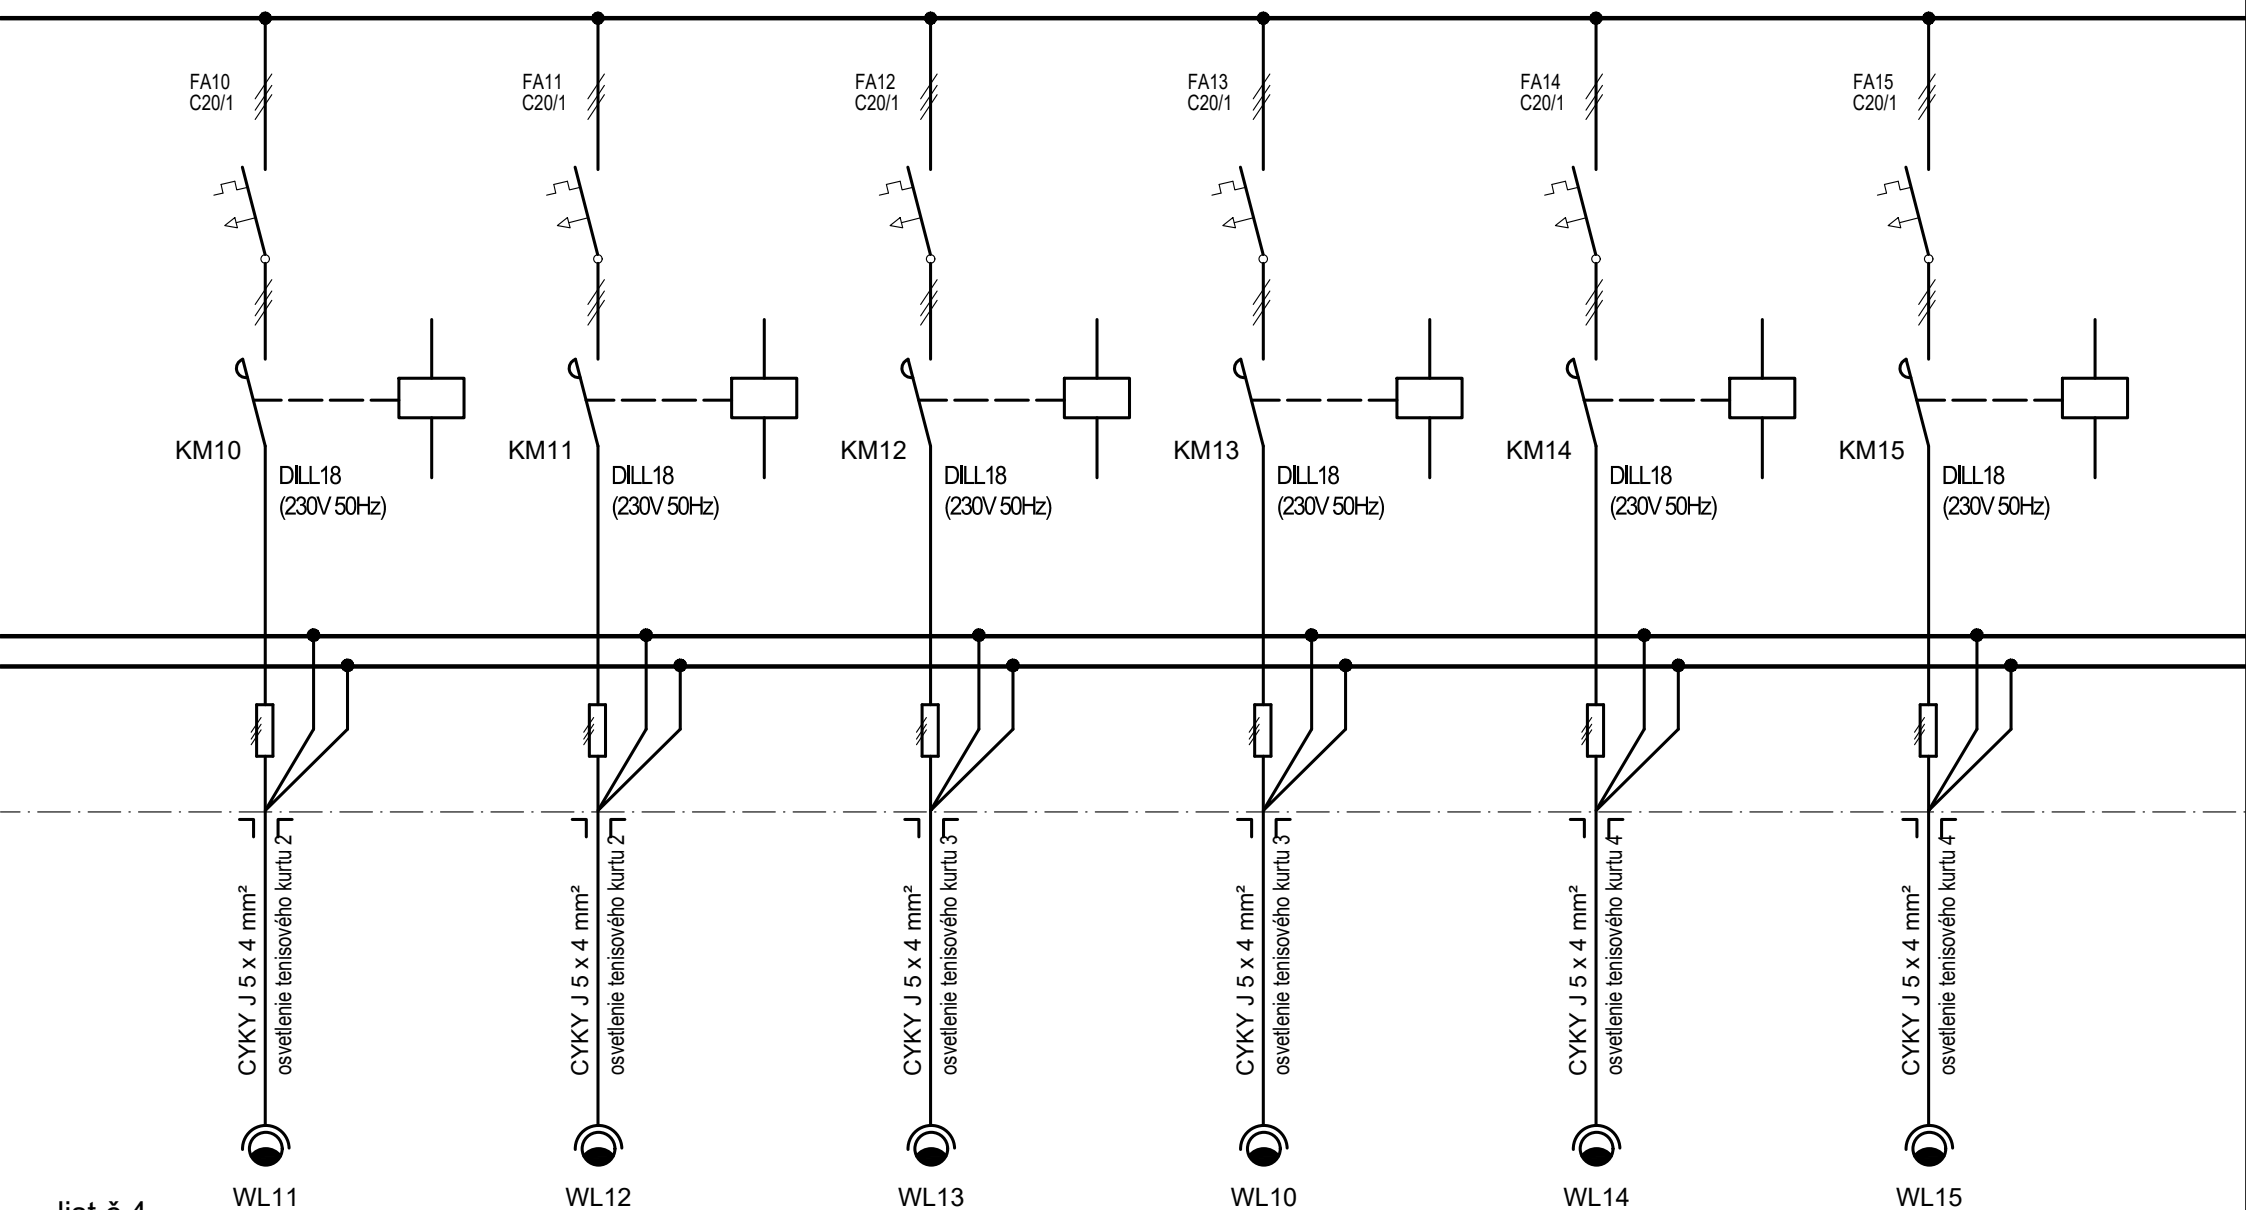 FA10
C20/1
FA11
C20/1
FA12
C20/1
FA13
C20/1
FA14
C20/1
FA15
C20/1
KM10
DILL18
(230V 50Hz)
KM11
DILL18
(230V 50Hz)
KM12
DILL18
(230V 50Hz)
KM13
DILL18
(230V 50Hz)
KM14
DILL18
(230V 50Hz)
KM15
DILL18
(230V 50Hz)
CYKY J 5 x 4 mm²
osvetlenie tenisového kurtu 2
CYKY J 5 x 4 mm²
osvetlenie tenisového kurtu 2
CYKY J 5 x 4 mm²
osvetlenie tenisového kurtu 3
CYKY J 5 x 4 mm²
osvetlenie tenisového kurtu 3
CYKY J 5 x 4 mm²
osvetlenie tenisového kurtu 4
CYKY J 5 x 4 mm²
osvetlenie tenisového kurtu 4
WL11
WL12
WL13
WL10
WL14
WL15
list č.4